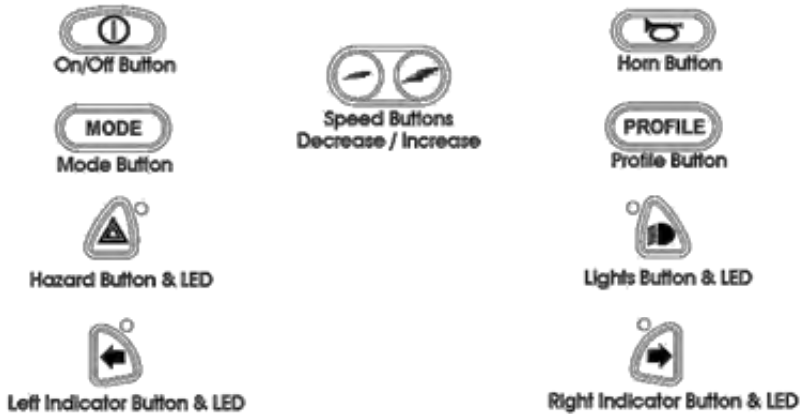 On/Off Button
Horn Button
Speed Buttons
Decrease / Increase
MODE
Mode Button
PROFILE
Profile Button
Hazard Button & LED
Lights Button & LED
Left Indicator Button & LED
Right Indicator Button & LED